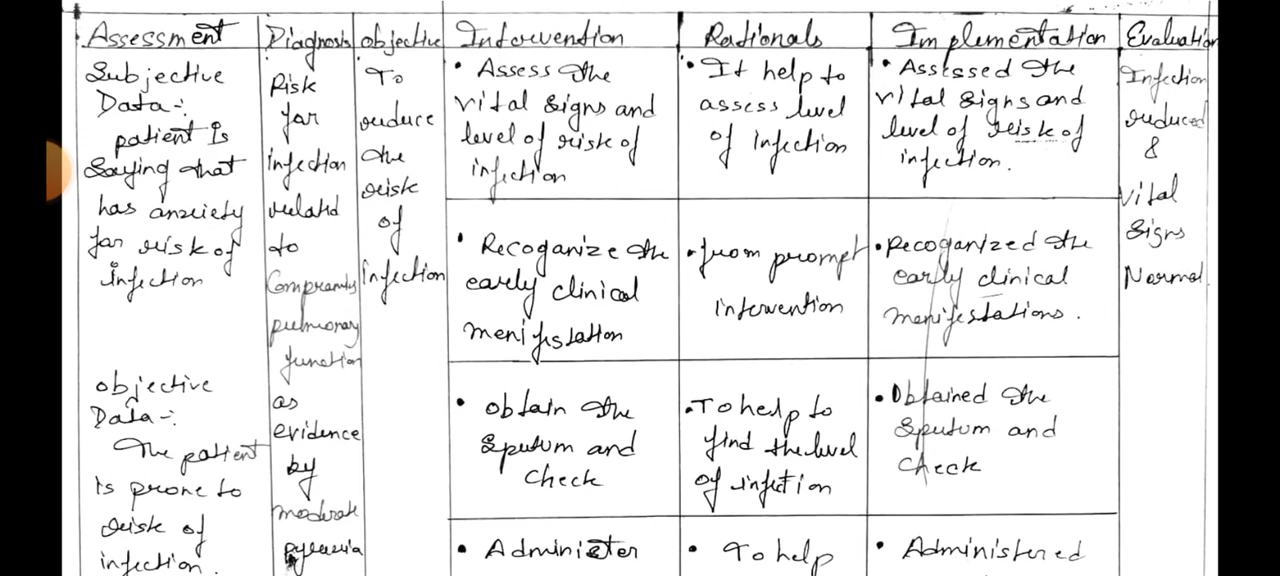 Assessment
Diagnosis
objective
Intervention
Rationals
Implementation
Evaluation
Subjective
Data-:
patient is
Saying that
has anxiety
for risk of
infection
objective
Data-:
The patient
is prone to
risk of
infection.
Risk
for
infection
related
to
pulmonary
function
as
evidence
by
moderate
To
reduce
the
risk
of
infection
• Assess the
vital signs and
level of risk of
infection
• It help to
assess level
of infection
• Assessed the
vital signs and
level of risk of
infection.
• Recoganize the
early clinical
menifestation
• from prompt
intervention
• Recoganized the
early clinical
menifestations.
• obtain the
Sputum and
check
• To help to
find the level
of infection
• Obtained the
Sputum and
check
• Administer
• To help
• Administered
Infection
reduced
&
Vital
Signs
Normal.